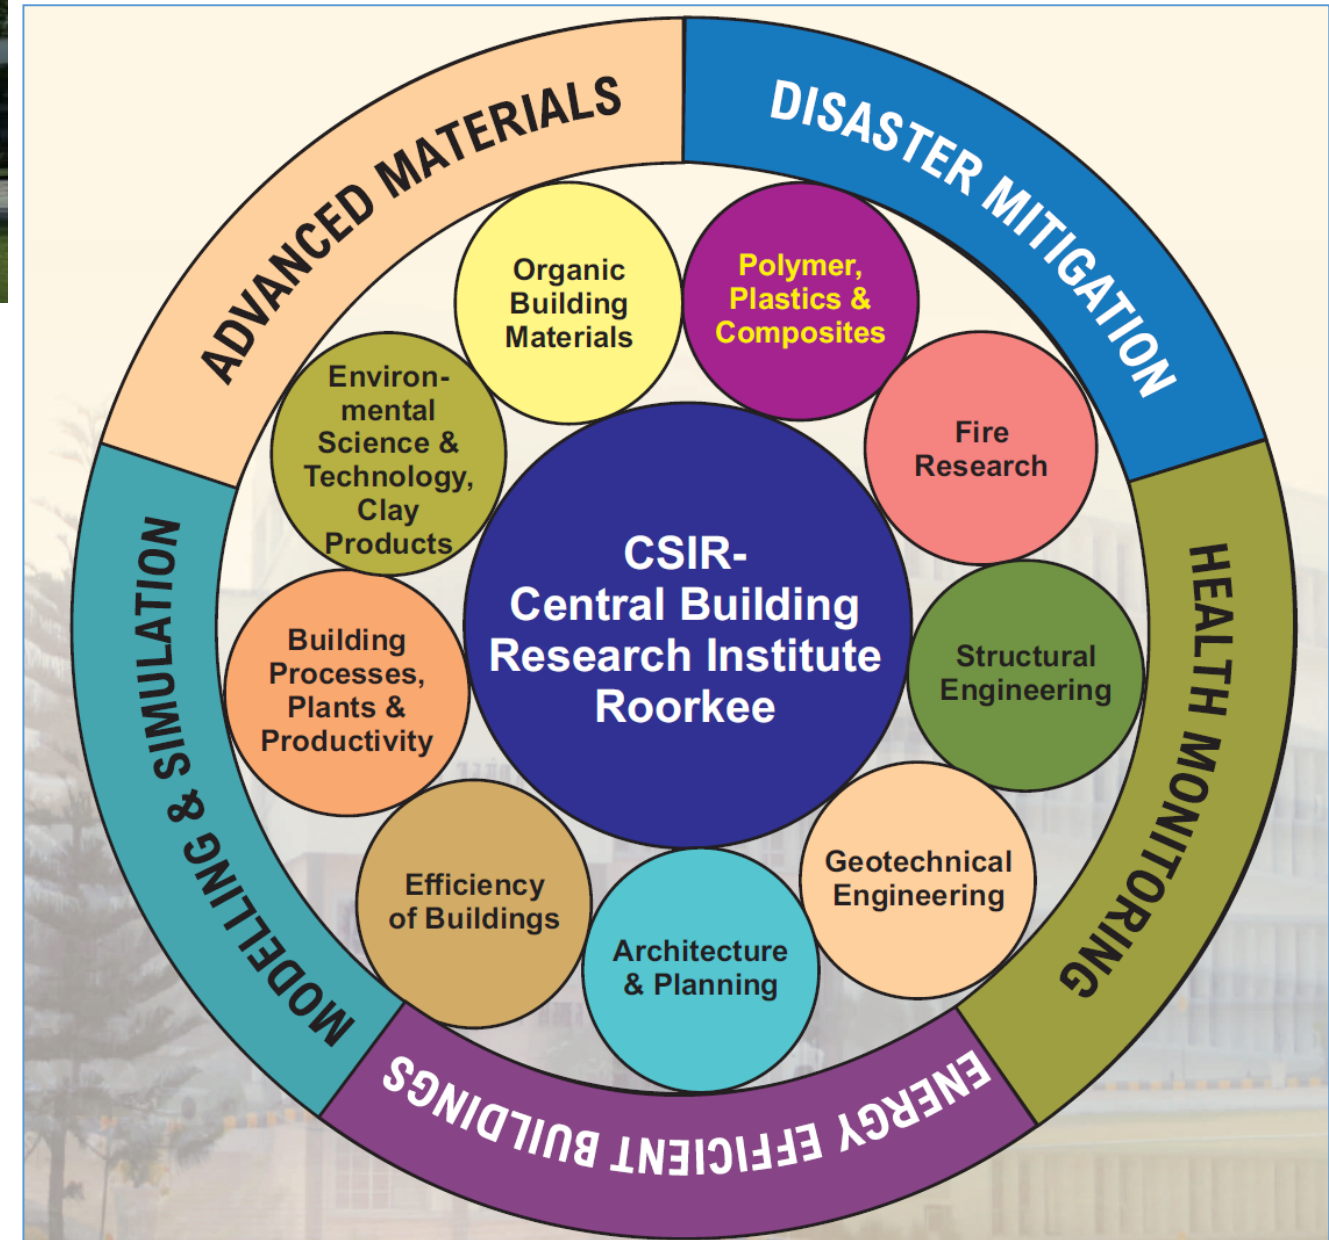 ADVANCED MATERIALS
DISASTER MITIGATION
HEALTH MONITORING
ENERGY EFFICIENT BUILDINGS
MODELLING & SIMULATION
Organic
Building
Materials
Polymer,
Plastics &
Composites
Fire
Research
Structural
Engineering
Geotechnical
Engineering
Architecture
& Planning
Efficiency
of Buildings
Building
Processes,
Plants &
Productivity
Environ-
mental
Science &
Technology,
Clay
Products
CSIR-
Central Building
Research Institute
Roorkee